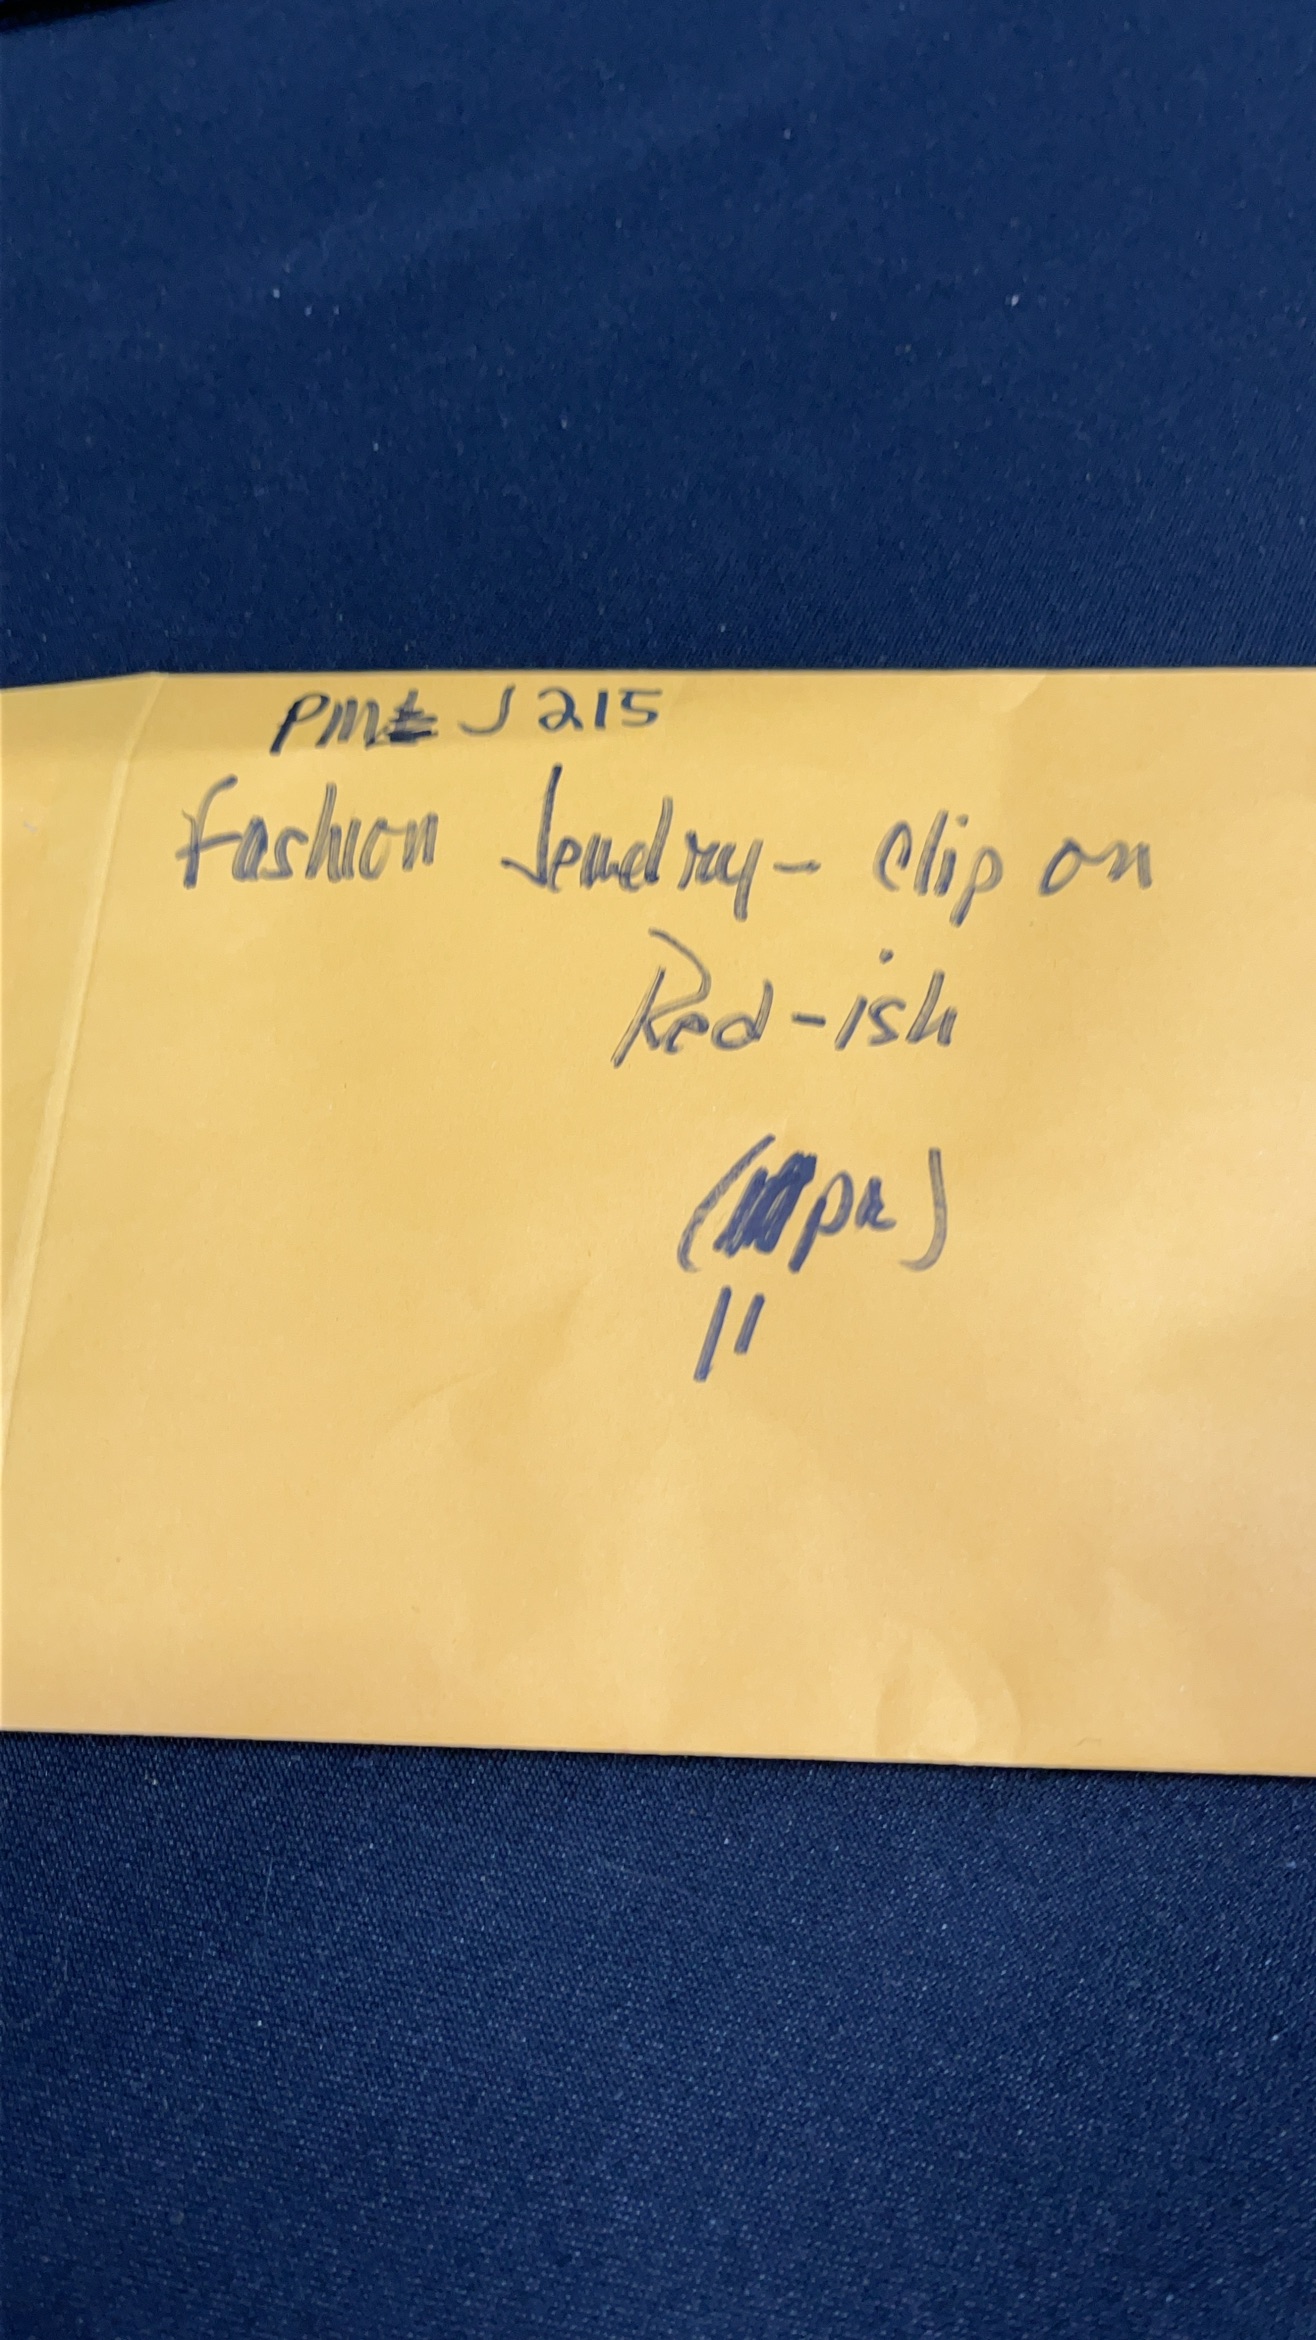 PM J215
Fashion Jewelry - Clip on
Red-ish
(pr)
11